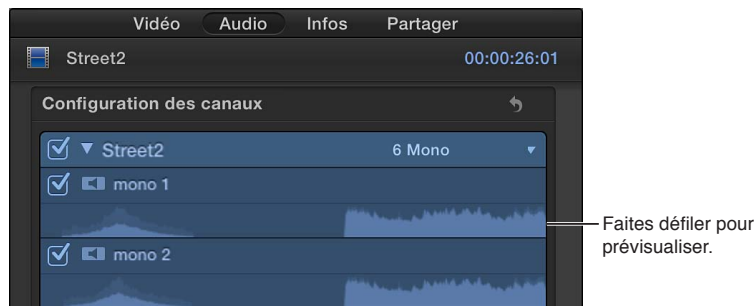 Vidéo Audio Infos Partager
Street2 00:00:26:01
Configuration des canaux
Street2 6 Mono
mono 1
Faites défiler pour
prévisualiser.
mono 2